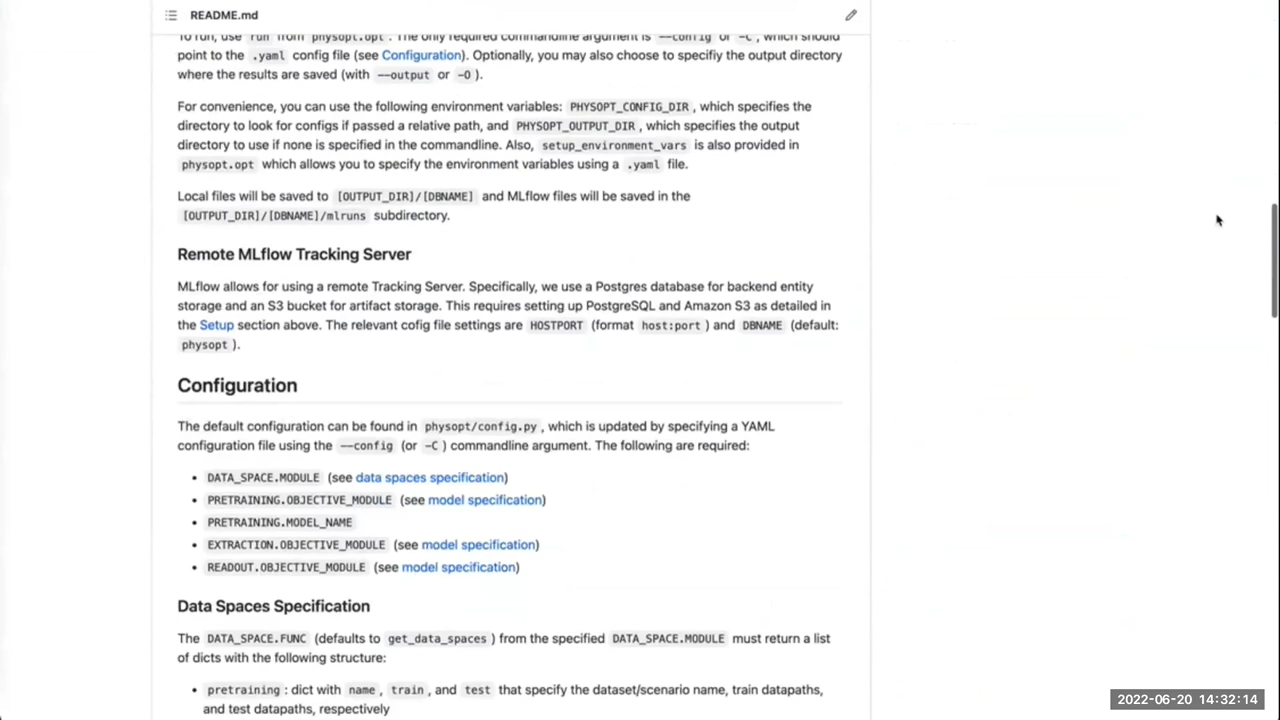 README.md
To run, use run from physopt.opt . The only required commandline argument is --config or -C , which should
point to the .yaml config file (see Configuration). Optionally, you may also choose to specifiy the output directory
where the results are saved (with --output or -O ).
For convenience, you can use the following environment variables: PHYSOPT_CONFIG_DIR , which specifies the
directory to look for configs if passed a relative path, and PHYSOPT_OUTPUT_DIR , which specifies the output
directory to use if none is specified in the commandline. Also, setup_environment_vars is also provided in
physopt.opt which allows you to specify the environment variables using a .yaml file.
Local files will be saved to [OUTPUT_DIR]/[DBNAME] and MLflow files will be saved in the
[OUTPUT_DIR]/[DBNAME]/mlruns subdirectory.
Remote MLflow Tracking Server
MLflow allows for using a remote Tracking Server. Specifically, we use a Postgres database for backend entity
storage and an S3 bucket for artifact storage. This requires setting up PostgreSQL and Amazon S3 as detailed in
the Setup section above. The relevant cofig file settings are HOSTPORT (format host:port ) and DBNAME (default:
physopt ).
Configuration
The default configuration can be found in physopt/config.py , which is updated by specifying a YAML
configuration file using the --config (or -C ) commandline argument. The following are required:
• DATA_SPACE.MODULE (see data spaces specification)
• PRETRAINING.OBJECTIVE_MODULE (see model specification)
• PRETRAINING.MODEL_NAME
• EXTRACTION.OBJECTIVE_MODULE (see model specification)
• READOUT.OBJECTIVE_MODULE (see model specification)
Data Spaces Specification
The DATA_SPACE.FUNC (defaults to get_data_spaces ) from the specified DATA_SPACE.MODULE must return a list
of dicts with the following structure:
• pretraining : dict with name , train , and test that specify the dataset/scenario name, train datapaths,
and test datapaths, respectively
2022-06-20 14:32:14